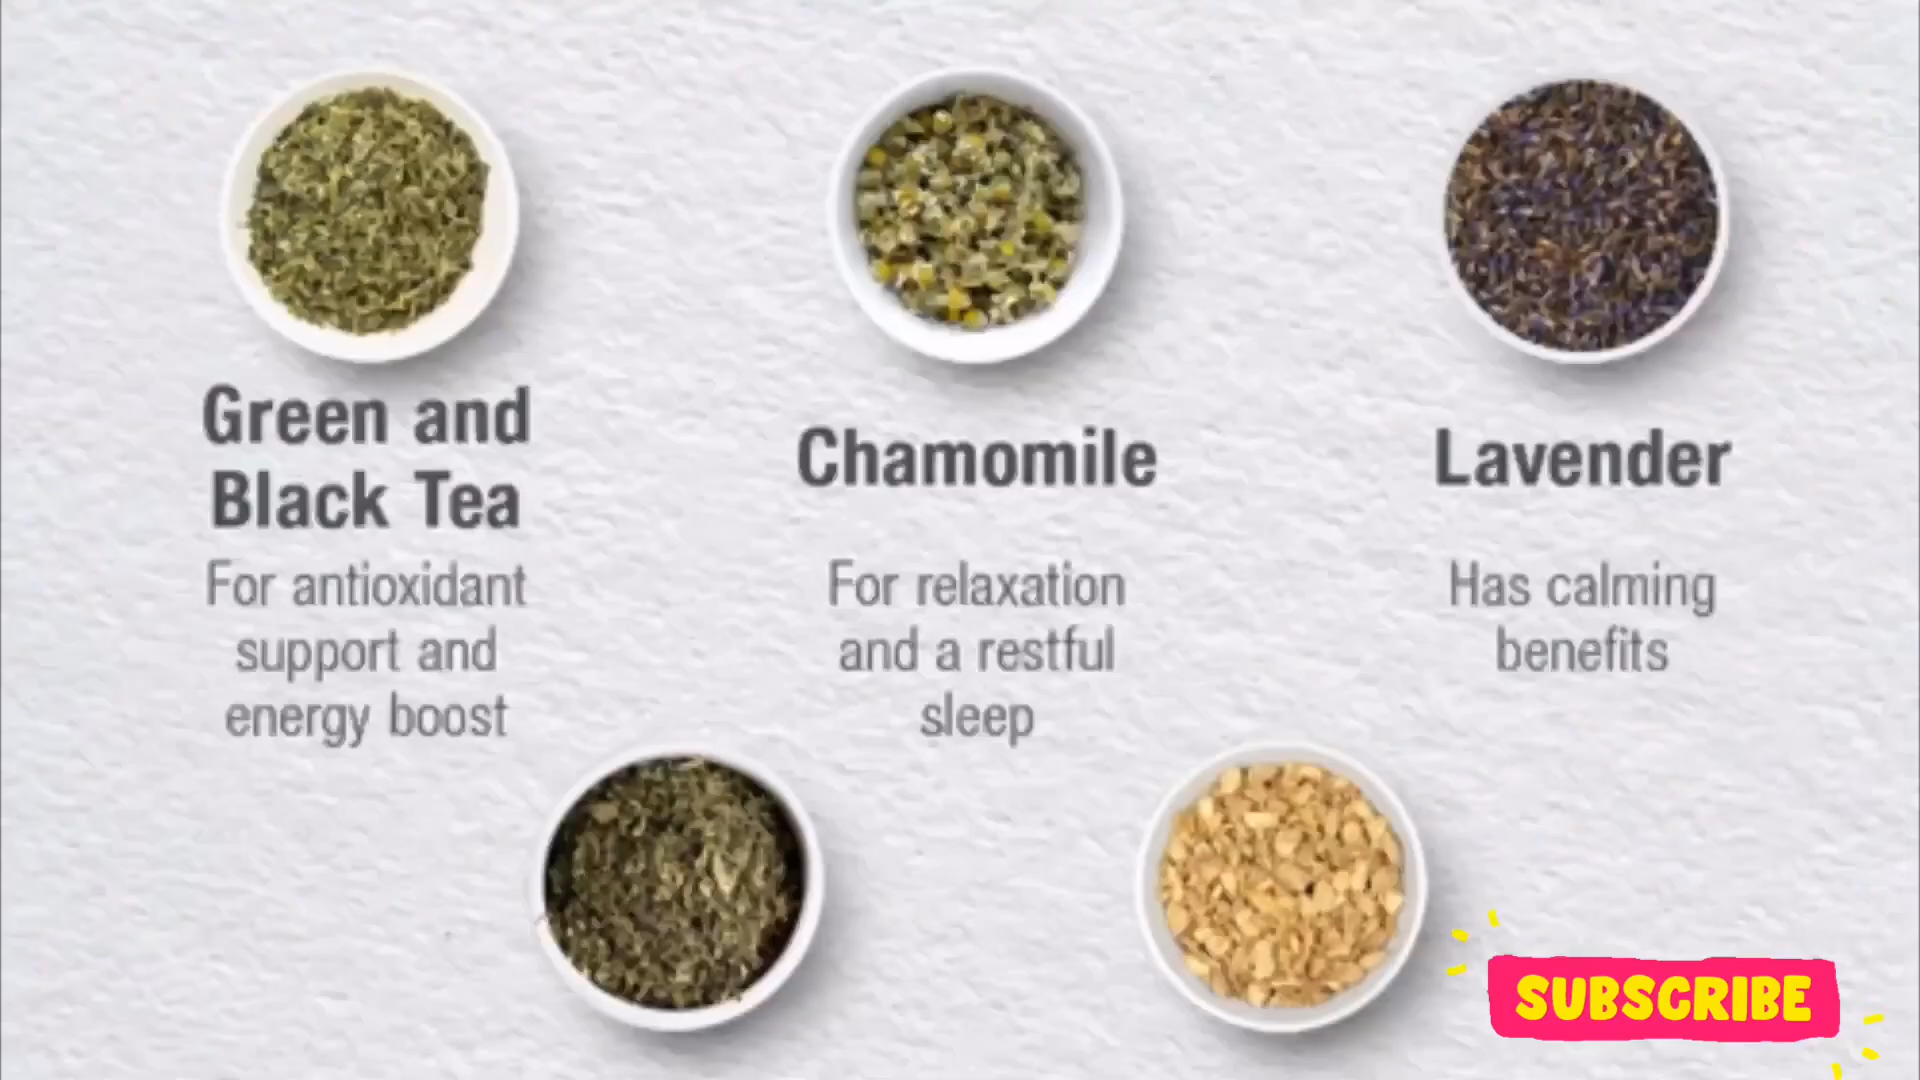 Green and
Black Tea
For antioxidant
support and
energy boost
Chamomile
For relaxation
and a restful
sleep
Lavender
Has calming
benefits
SUBSCRIBE